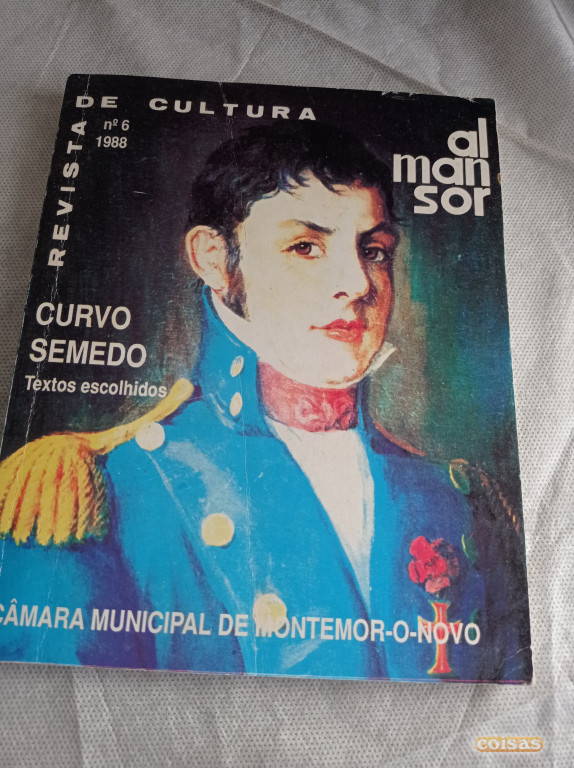 REVISTA DE CULTURA
nº 6
1988
al
man
sor
CURVO
SEMEDO
Textos escolhidos
CÂMARA MUNICIPAL DE MONTEMOR-O-NOVO
coisas